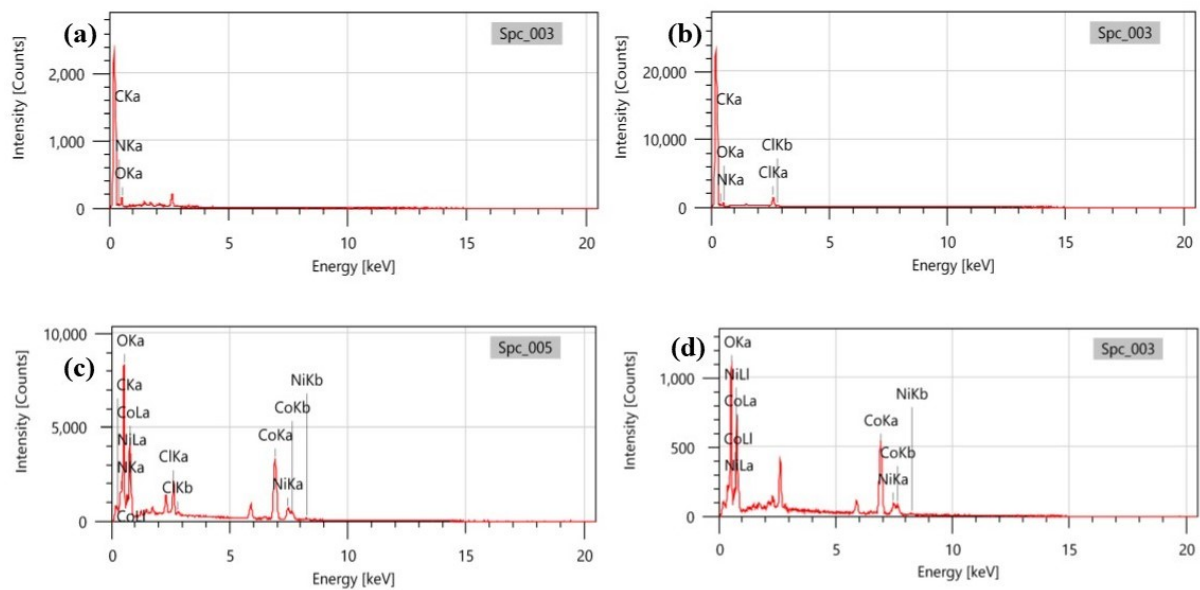 (a)
Spc_003
Intensity [Counts]
2,000
1,000
0
CKa
NKa
OKa
0 5 10 15 20
Energy [keV]
(b)
Spc_003
Intensity [Counts]
20,000
10,000
0
CKa
OKa
NKa
ClKb
ClKa
0 5 10 15 20
Energy [keV]
(c)
Spc_005
Intensity [Counts]
10,000
5,000
0
OKa
CKa
CoLa
NiLa
NKa
ClKa
ClKb
NiKb
CoKb
CoKa
NiKa
0 5 10 15 20
Energy [keV]
(d)
Spc_003
Intensity [Counts]
1,000
500
0
OKa
NiLl
CoLa
CoLl
NiLa
NiKb
CoKa
CoKb
NiKa
0 5 10 15 20
Energy [keV]